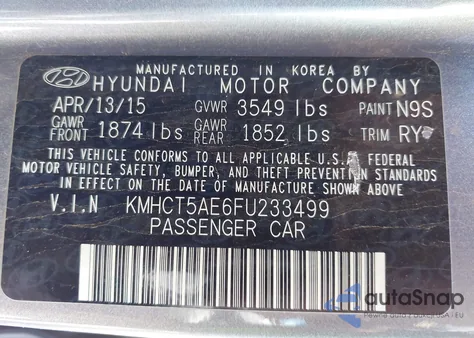 MANUFACTURED IN KOREA BY
HYUNDAI MOTOR COMPANY
APR/13/15 GVWR 3549 lbs PAINT N9S
GAWR FRONT 1874 lbs GAWR REAR 1852 lbs TRIM RY
THIS VEHICLE CONFORMS TO ALL APPLICABLE U.S.A FEDERAL
MOTOR VEHICLE SAFETY, BUMPER, AND THEFT PREVENTION STANDARDS
IN EFFECT ON THE DATE OF MANUFACTURE SHOWN ABOVE.
V.I.N KMHCT5AE6FU233499
PASSENGER CAR
autoSnap